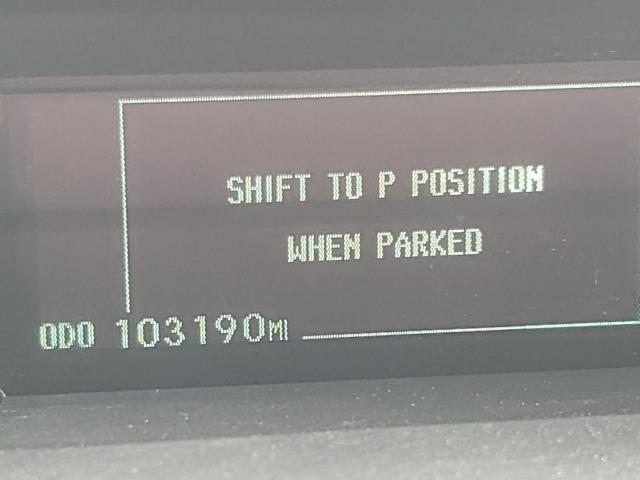 SHIFT TO P POSITION
WHEN PARKED
ODO 103190MI